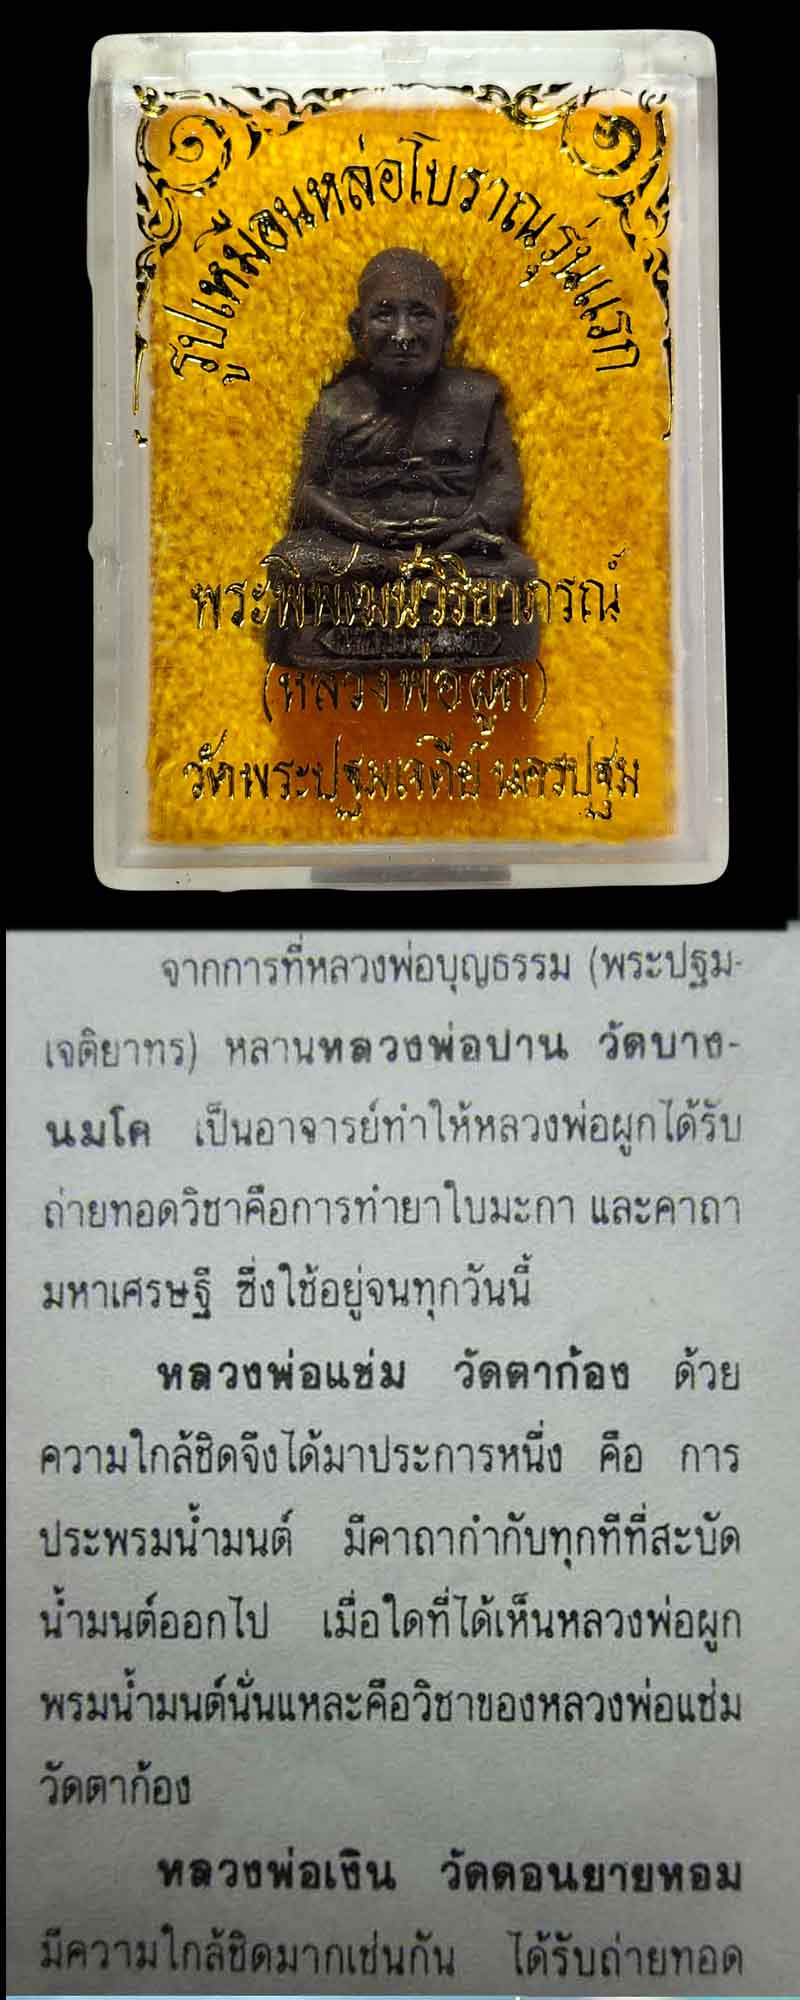 รูปเหมือนหล่อโบราณรุ่นแรก
พระพิพัฒน์วิริยาภรณ์
(หลวงพ่อผูก)
วัดพระปฐมเจดีย์ นครปฐม
จากการที่หลวงพ่อบุญธรรม (พระปฐม-
เจติยาทร) หลานหลวงพ่อปาน วัดบาง-
นมโค เป็นอาจารย์ทำให้หลวงพ่อผูกได้รับ
ถ่ายทอดวิชาคือการทำยาใบมะกา และคาถา
มหาเศรษฐี ซึ่งใช้อยู่จนทุกวันนี้
หลวงพ่อแช่ม วัดตาก้อง ด้วย
ความใกล้ชิดจึงได้มาประการหนึ่ง คือ การ
ประพรมน้ำมนต์ มีคาถากำกับทุกทีที่สะบัด
น้ำมนต์ออกไป เมื่อใดที่ได้เห็นหลวงพ่อผูก
พรมน้ำมนต์นั่นแหละคือวิชาของหลวงพ่อแช่ม
วัดตาก้อง
หลวงพ่อเงิน วัดดอนยายหอม
มีความใกล้ชิดมากเช่นกัน ได้รับถ่ายทอด